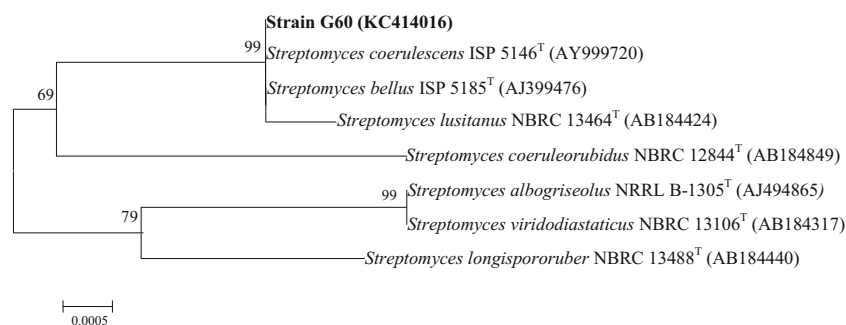 Strain G60 (KC414016)
99
Streptomyces coerulescens ISP 5146ᵀ (AY999720)
Streptomyces bellus ISP 5185ᵀ (AJ399476)
69
Streptomyces lusitanus NBRC 13464ᵀ (AB184424)
Streptomyces coeruleorubidus NBRC 12844ᵀ (AB184849)
99
Streptomyces albogriseolus NRRL B-1305ᵀ (AJ494865)
79
Streptomyces viridodiastaticus NBRC 13106ᵀ (AB184317)
Streptomyces longispororuber NBRC 13488ᵀ (AB184440)
0.0005